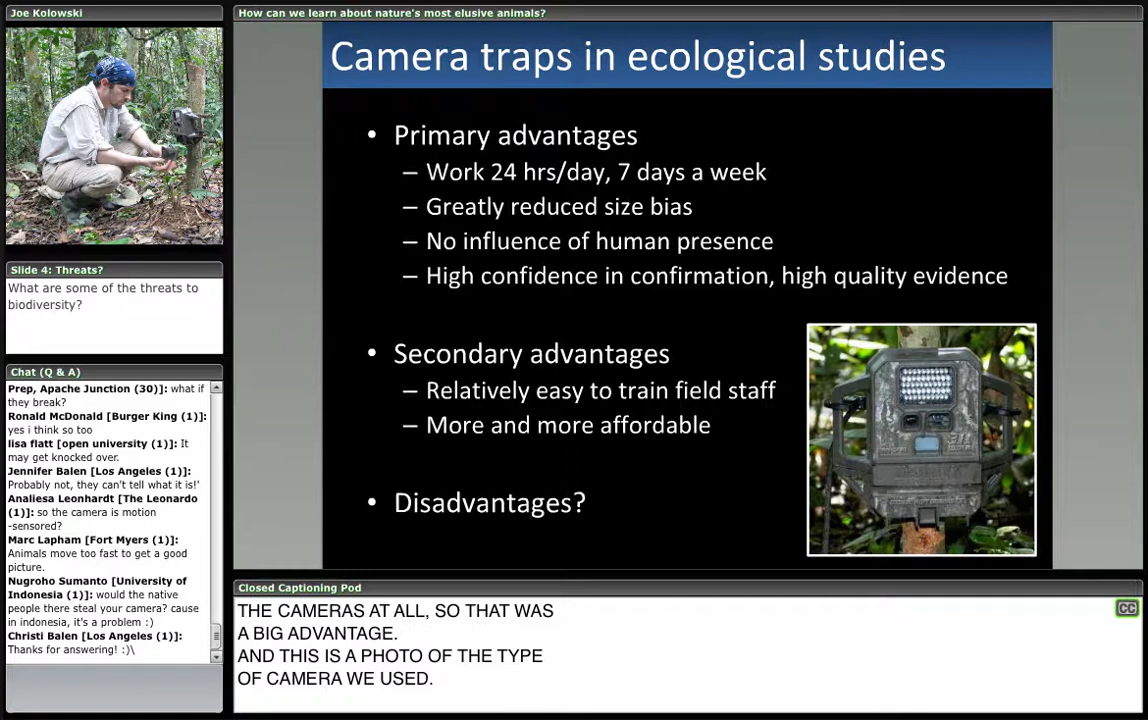 Joe Kolowski
How can we learn about nature's most elusive animals?
Camera traps in ecological studies
• Primary advantages
– Work 24 hrs/day, 7 days a week
– Greatly reduced size bias
– No influence of human presence
– High confidence in confirmation, high quality evidence
• Secondary advantages
– Relatively easy to train field staff
– More and more affordable
• Disadvantages?
Slide 4: Threats?
What are some of the threats to
biodiversity?
Chat (Q & A)
Prep, Apache Junction (30)]: what if
they break?
Ronald McDonald [Burger King (1)]:
yes i think so too
lisa flatt [open university (1)]: It
may get knocked over.
Jennifer Balen [Los Angeles (1)]:
Probably not, they can't tell what it is!'
Analiesa Leonhardt [The Leonardo
(1)]: so the camera is motion
-sensored?
Marc Lapham [Fort Myers (1)]:
Animals move too fast to get a good
picture.
Nugroho Sumanto [University of
Indonesia (1)]: would the native
people there steal your camera? cause
in indonesia, it's a problem :)
Christi Balen [Los Angeles (1)]:
Thanks for answering! :)\
Closed Captioning Pod
THE CAMERAS AT ALL, SO THAT WAS
A BIG ADVANTAGE.
AND THIS IS A PHOTO OF THE TYPE
OF CAMERA WE USED.
CC